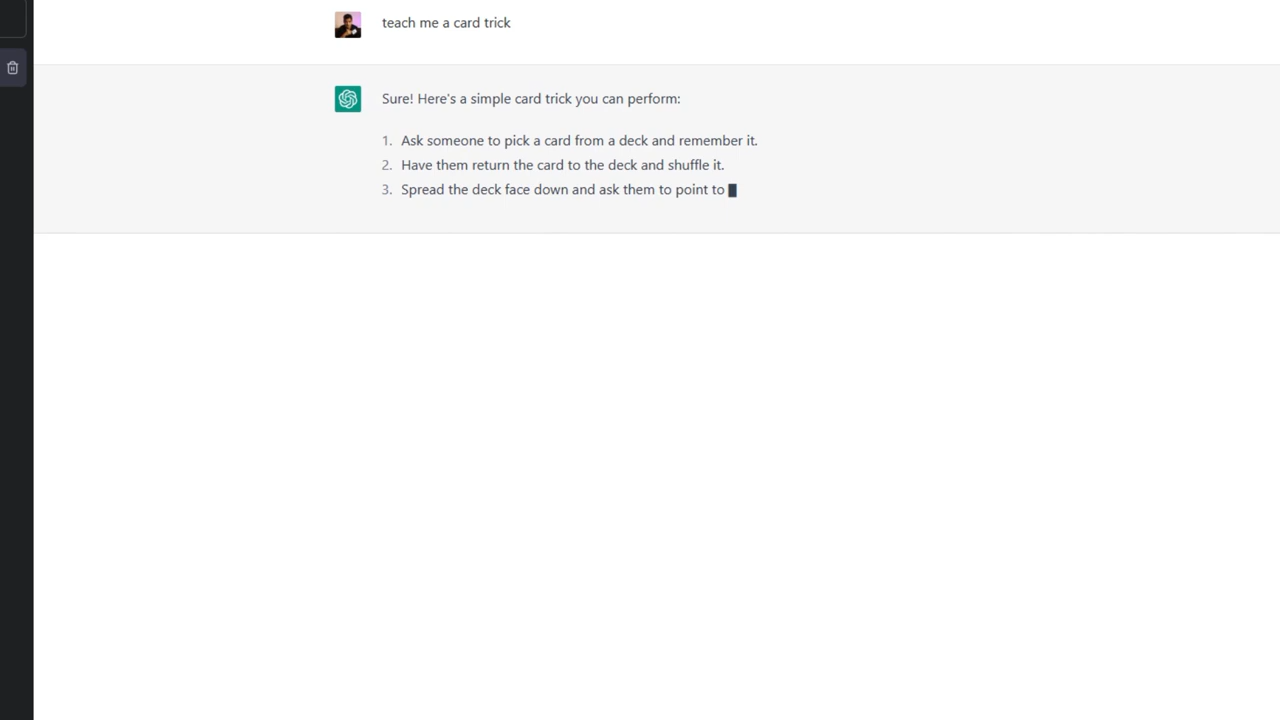 teach me a card trick
Sure! Here's a simple card trick you can perform:
1. Ask someone to pick a card from a deck and remember it.
2. Have them return the card to the deck and shuffle it.
3. Spread the deck face down and ask them to point to